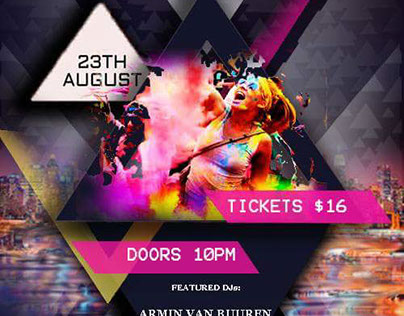 23TH
AUGUST
TICKETS $16
DOORS 10PM
FEATURED DJs:
ARMIN VAN BUUREN